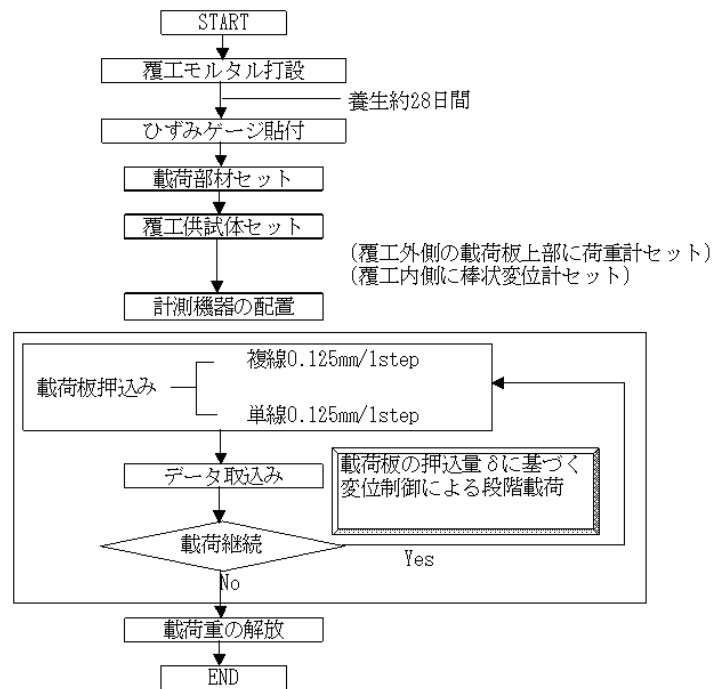 START
覆工モルタル打設
養生約28日間
ひずみゲージ貼付
載荷部材セット
覆工供試体セット
(覆工外側の載荷板上部に荷重計セット)
(覆工内側に棒状変位計セット)
計測機器の配置
複線0.125mm/1step
載荷板押込み
単線0.125mm/1step
載荷板の押込量δに基づく
変位制御による段階載荷
データ取込み
載荷継続
Yes
No
載荷重の解放
END